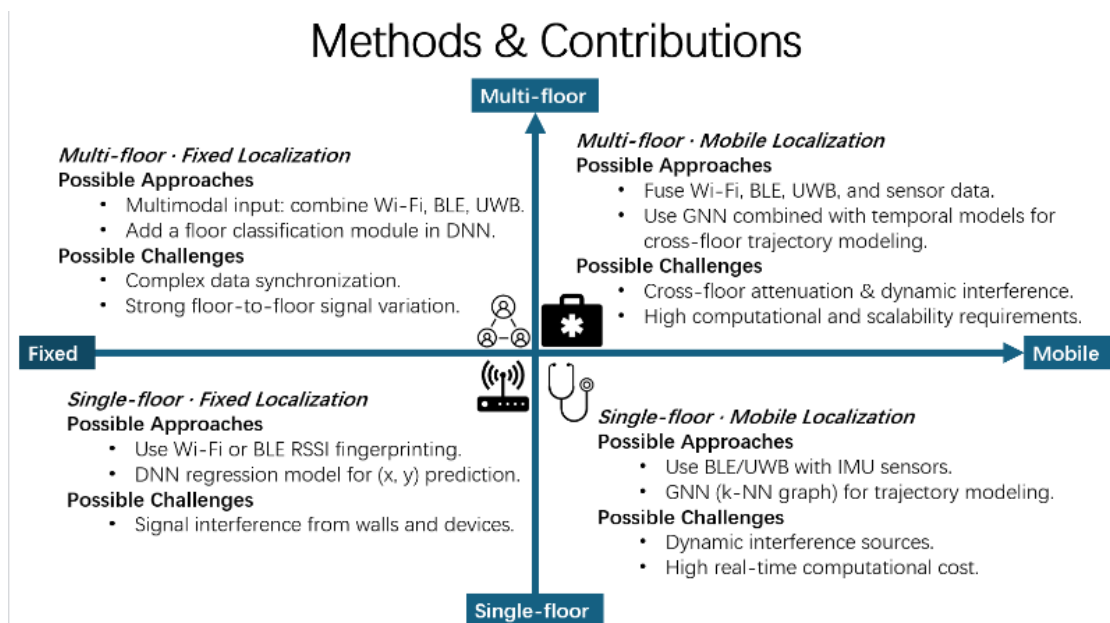 Methods & Contributions
Multi-floor
Multi-floor · Fixed Localization
Possible Approaches
• Multimodal input: combine Wi-Fi, BLE, UWB.
• Add a floor classification module in DNN.
Possible Challenges
• Complex data synchronization.
• Strong floor-to-floor signal variation.
Multi-floor · Mobile Localization
Possible Approaches
• Fuse Wi-Fi, BLE, UWB, and sensor data.
• Use GNN combined with temporal models for
cross-floor trajectory modeling.
Possible Challenges
• Cross-floor attenuation & dynamic interference.
• High computational and scalability requirements.
Fixed
Mobile
Single-floor · Fixed Localization
Possible Approaches
• Use Wi-Fi or BLE RSSI fingerprinting.
• DNN regression model for (x, y) prediction.
Possible Challenges
• Signal interference from walls and devices.
Single-floor · Mobile Localization
Possible Approaches
• Use BLE/UWB with IMU sensors.
• GNN (k-NN graph) for trajectory modeling.
Possible Challenges
• Dynamic interference sources.
• High real-time computational cost.
Single-floor